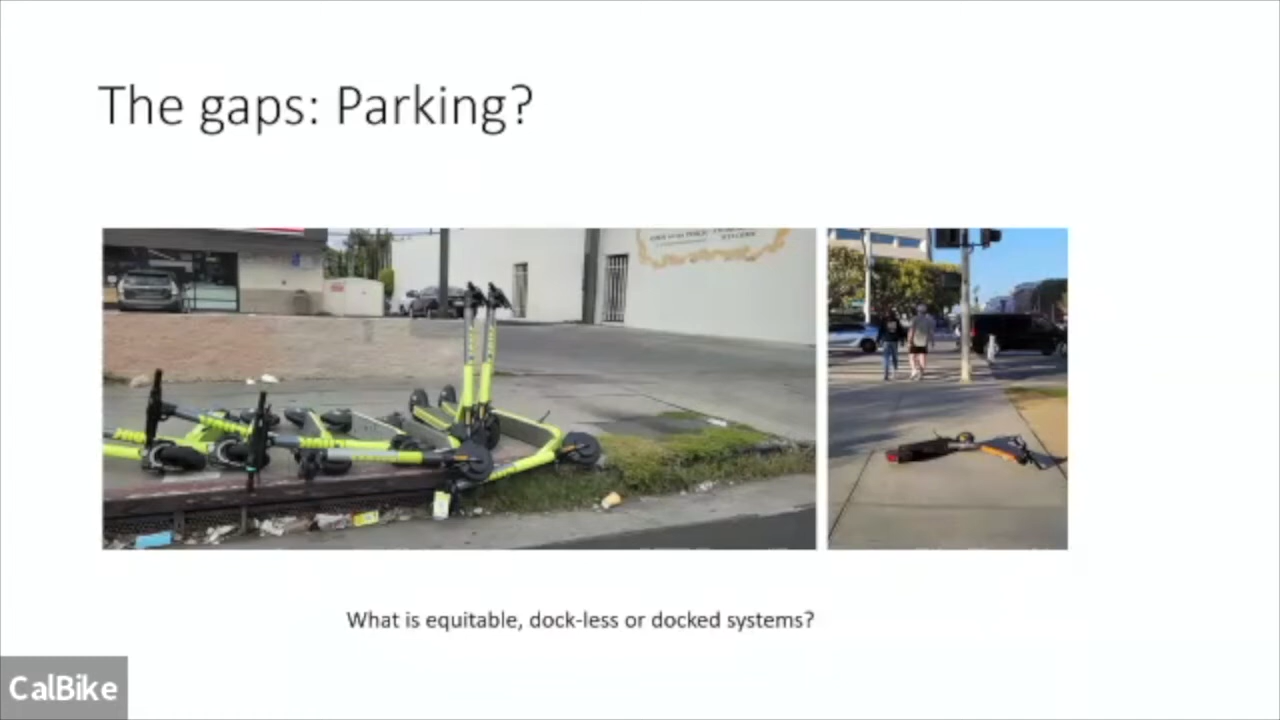 The gaps: Parking?
What is equitable, dock-less or docked systems?
CalBike